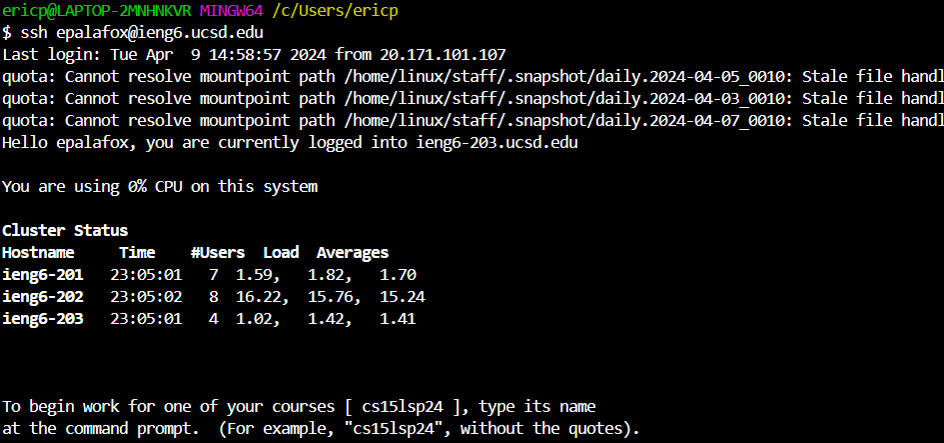 ericp@LAPTOP-2MNHNKVR MINGW64 /c/Users/ericp
$ ssh epalafox@ieng6.ucsd.edu
Last login: Tue Apr  9 14:58:57 2024 from 20.171.101.107
quota: Cannot resolve mountpoint path /home/linux/staff/.snapshot/daily.2024-04-05_0010: Stale file handl
quota: Cannot resolve mountpoint path /home/linux/staff/.snapshot/daily.2024-04-03_0010: Stale file handl
quota: Cannot resolve mountpoint path /home/linux/staff/.snapshot/daily.2024-04-07_0010: Stale file handl
Hello epalafox, you are currently logged into ieng6-203.ucsd.edu
You are using 0% CPU on this system
Cluster Status
Hostname     Time    #Users  Load  Averages
ieng6-201   23:05:01   7  1.59,   1.82,   1.70
ieng6-202   23:05:02   8  16.22,  15.76,  15.24
ieng6-203   23:05:01   4  1.02,   1.42,   1.41
To begin work for one of your courses [ cs15lsp24 ], type its name
at the command prompt.  (For example, "cs15lsp24", without the quotes).